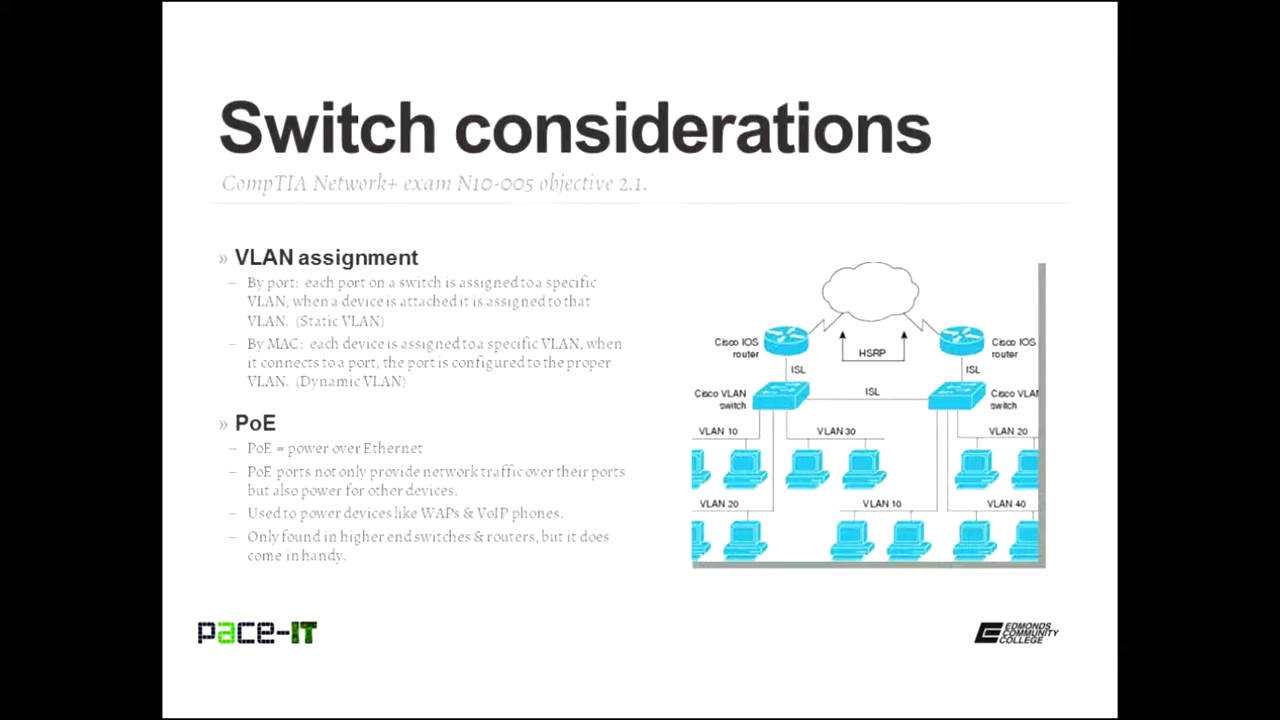 Switch considerations
CompTIA Network+ exam N10-005 objective 2.1.
» VLAN assignment
– By port: each port on a switch is assigned to a specific
VLAN, when a device is attached it is assigned to that
VLAN. (Static VLAN)
– By MAC: each device is assigned to a specific VLAN, when
it connects to a port, the port is configured to the proper
VLAN. (Dynamic VLAN)
» PoE
– PoE = power over Ethernet
– PoE ports not only provide network traffic over their ports
but also power for other devices.
– Used to power devices like WAPs & VoIP phones.
– Only found in higher end switches & routers, but it does
come in handy.
Cisco IOS
router
HSRP
Cisco IOS
router
ISL
ISL
Cisco VLAN
switch
ISL
Cisco VLAN
switch
VLAN 10
VLAN 30
VLAN 20
VLAN 20
VLAN 10
VLAN 40
pace-IT
EDMONDS
COMMUNITY
COLLEGE